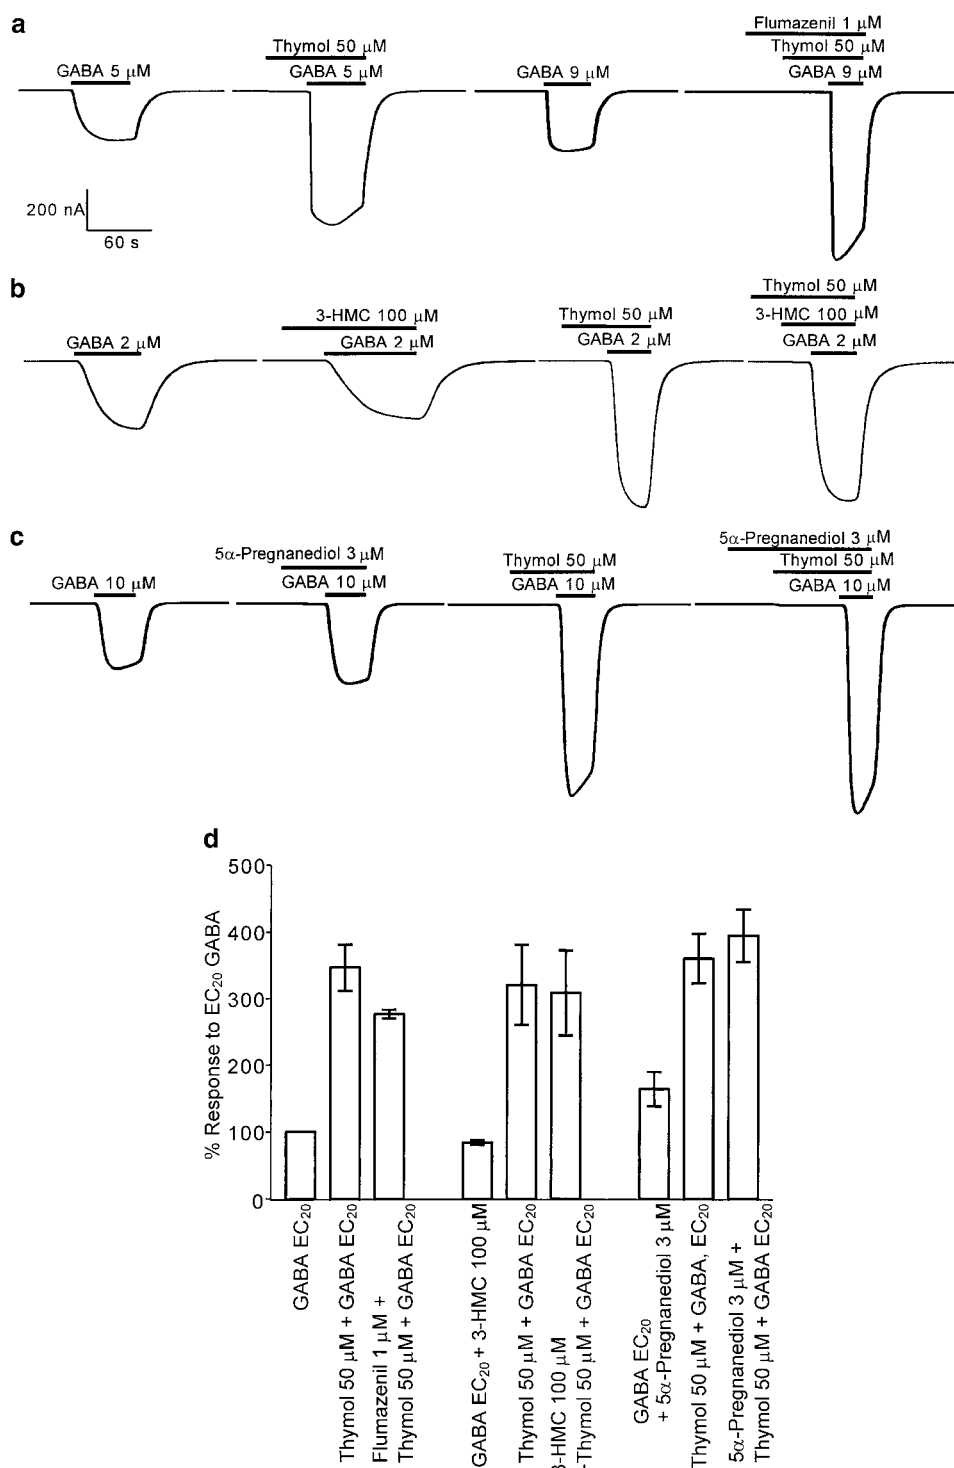 a
Flumazenil 1 μM
Thymol 50 μM
Thymol 50 μM
GABA 5 μM
GABA 5 μM
GABA 9 μM
GABA 9 μM
200 nA
60 s
b
Thymol 50 μM
3-HMC 100 μM
Thymol 50 μM
3-HMC 100 μM
GABA 2 μM
GABA 2 μM
GABA 2 μM
GABA 2 μM
c
5α-Pregnanediol 3 μM
5α-Pregnanediol 3 μM
Thymol 50 μM
Thymol 50 μM
GABA 10 μM
GABA 10 μM
GABA 10 μM
GABA 10 μM
d
% Response to EC20 GABA
500
400
300
200
100
0
GABA EC20
Thymol 50 μM + GABA EC20
Flumazenil 1 μM +
Thymol 50 μM + GABA EC20
GABA EC20 + 3-HMC 100 μM
Thymol 50 μM + GABA EC20
3-HMC 100 μM
-Thymol 50 μM + GABA EC20
GABA EC20
+ 5α-Pregnanediol 3 μM
Thymol 50 μM + GABA, EC20
5α-Pregnanediol 3 μM +
Thymol 50 μM + GABA EC20